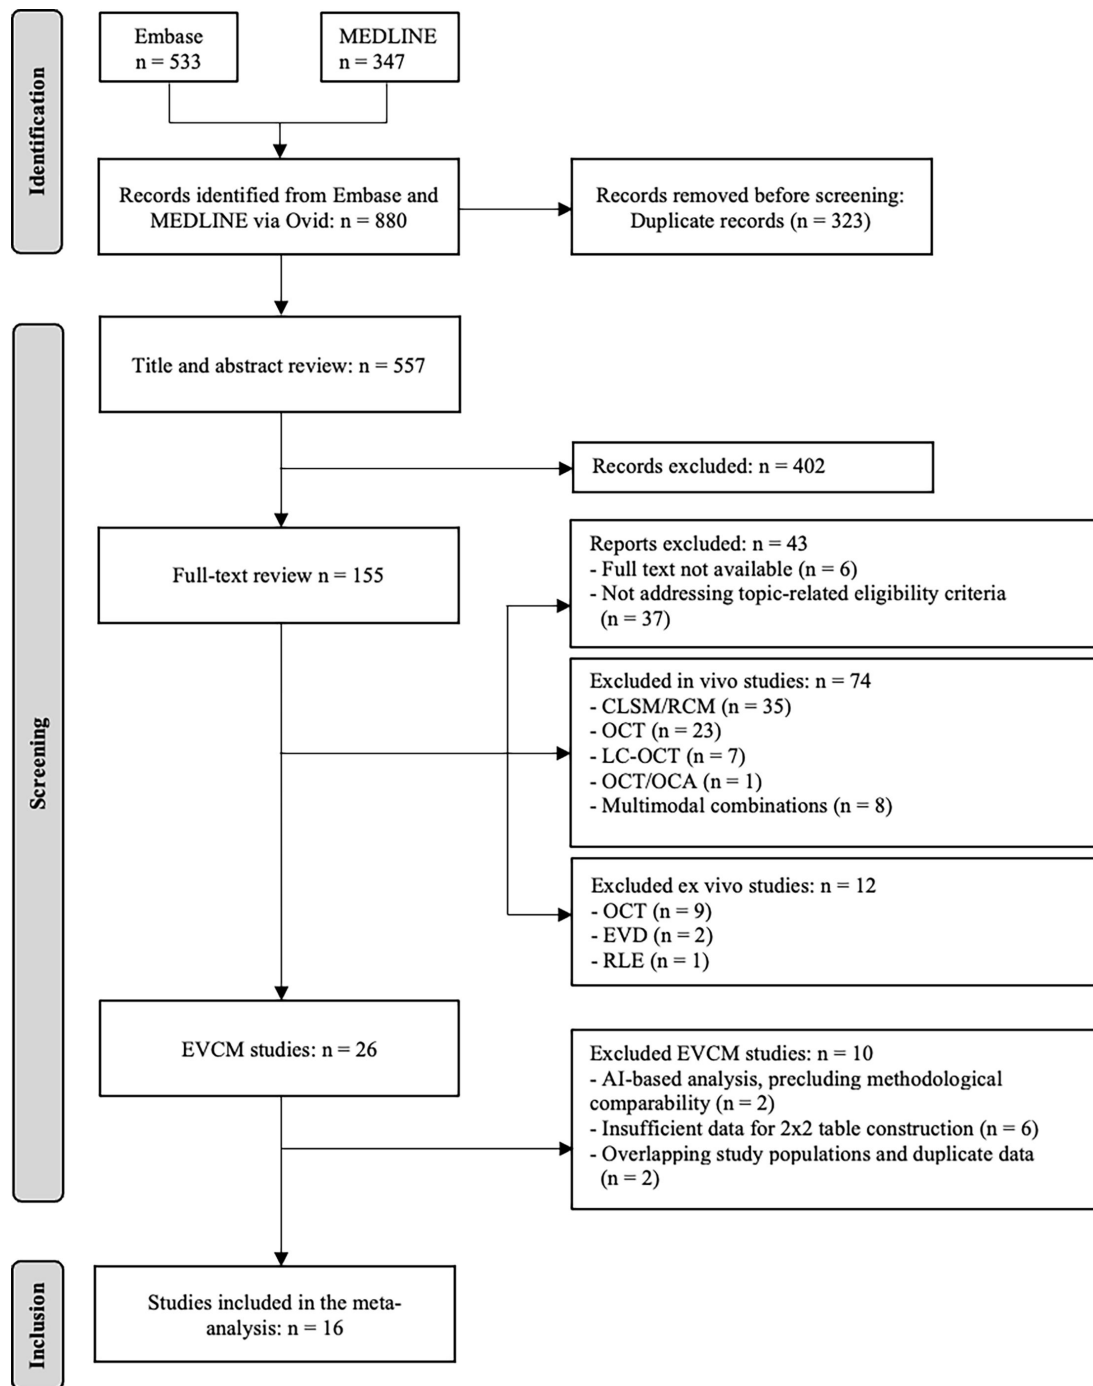 Identification
Embase
n = 533
MEDLINE
n = 347
Records identified from Embase and
MEDLINE via Ovid: n = 880
Records removed before screening:
Duplicate records (n = 323)
Screening
Title and abstract review: n = 557
Records excluded: n = 402
Full-text review n = 155
Reports excluded: n = 43
- Full text not available (n = 6)
- Not addressing topic-related eligibility criteria
(n = 37)
Excluded in vivo studies: n = 74
- CLSM/RCM (n = 35)
- OCT (n = 23)
- LC-OCT (n = 7)
- OCT/OCA (n = 1)
- Multimodal combinations (n = 8)
Excluded ex vivo studies: n = 12
- OCT (n = 9)
- EVD (n = 2)
- RLE (n = 1)
EVCM studies: n = 26
Excluded EVCM studies: n = 10
- AI-based analysis, precluding methodological
comparability (n = 2)
- Insufficient data for 2x2 table construction (n = 6)
- Overlapping study populations and duplicate data
(n = 2)
Inclusion
Studies included in the meta-
analysis: n = 16